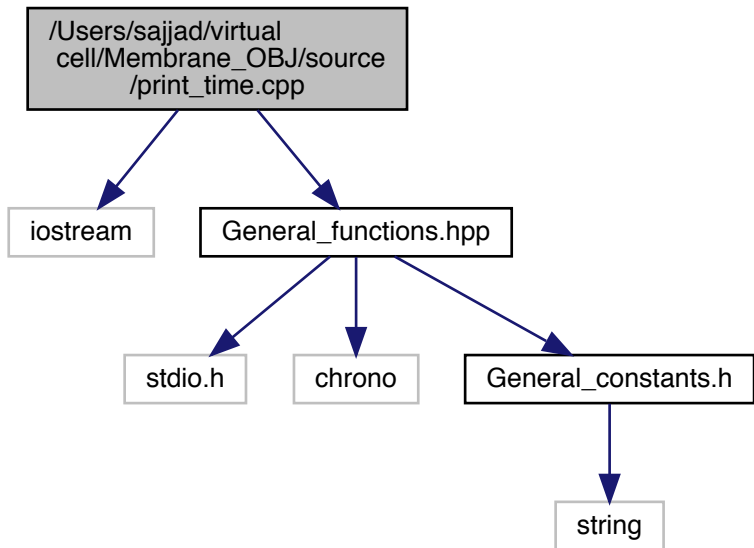 /Users/sajjad/virtual
cell/Membrane_OBJ/source
/print_time.cpp
iostream
General_functions.hpp
stdio.h
chrono
General_constants.h
string